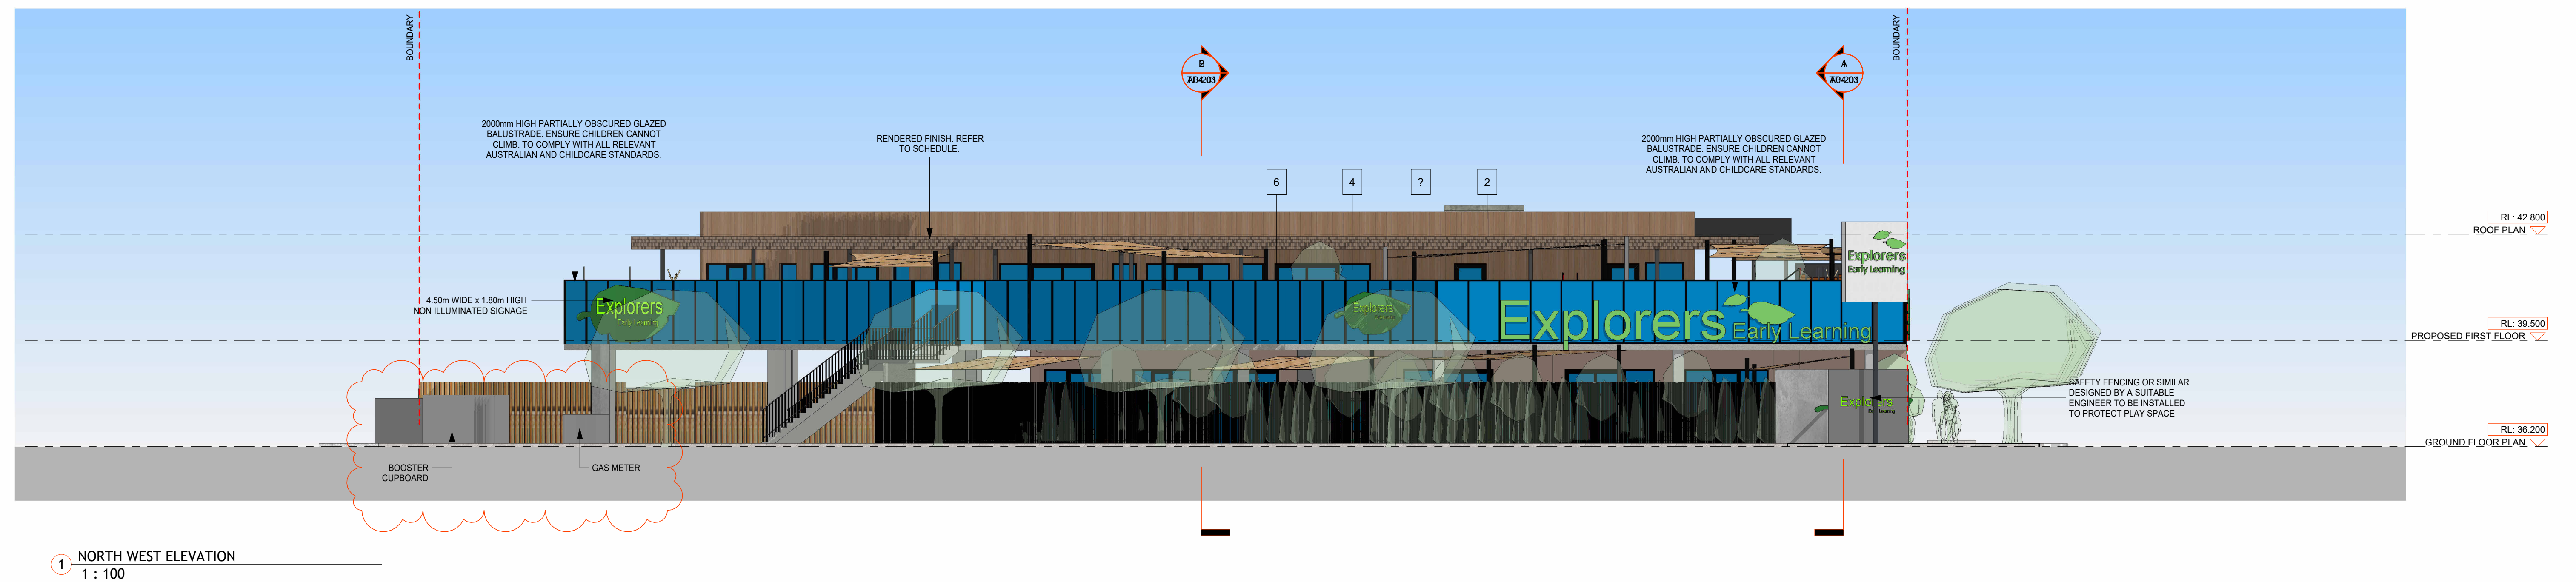 BOUNDARY
BOUNDARY
B
A
2000mm HIGH PARTIALLY OBSCURED GLAZED
BALUSTRADE. ENSURE CHILDREN CANNOT
CLIMB. TO COMPLY WITH ALL RELEVANT
AUSTRALIAN AND CHILDCARE STANDARDS.
RENDERED FINISH. REFER
TO SCHEDULE.
2000mm HIGH PARTIALLY OBSCURED GLAZED
BALUSTRADE. ENSURE CHILDREN CANNOT
CLIMB. TO COMPLY WITH ALL RELEVANT
AUSTRALIAN AND CHILDCARE STANDARDS.
6
4
?
2
RL: 42.800
ROOF PLAN
Explorers
Early Learning
4.50m WIDE x 1.80m HIGH
NON ILLUMINATED SIGNAGE
Explorers
Early Learning
Explorers
Explorers
Early Learning
RL: 39.500
PROPOSED FIRST FLOOR
SAFETY FENCING OR SIMILAR
DESIGNED BY A SUITABLE
ENGINEER TO BE INSTALLED
TO PROTECT PLAY SPACE
Explorers
Early Learning
RL: 36.200
GROUND FLOOR PLAN
BOOSTER
CUPBOARD
GAS METER
1
NORTH WEST ELEVATION
1 : 100